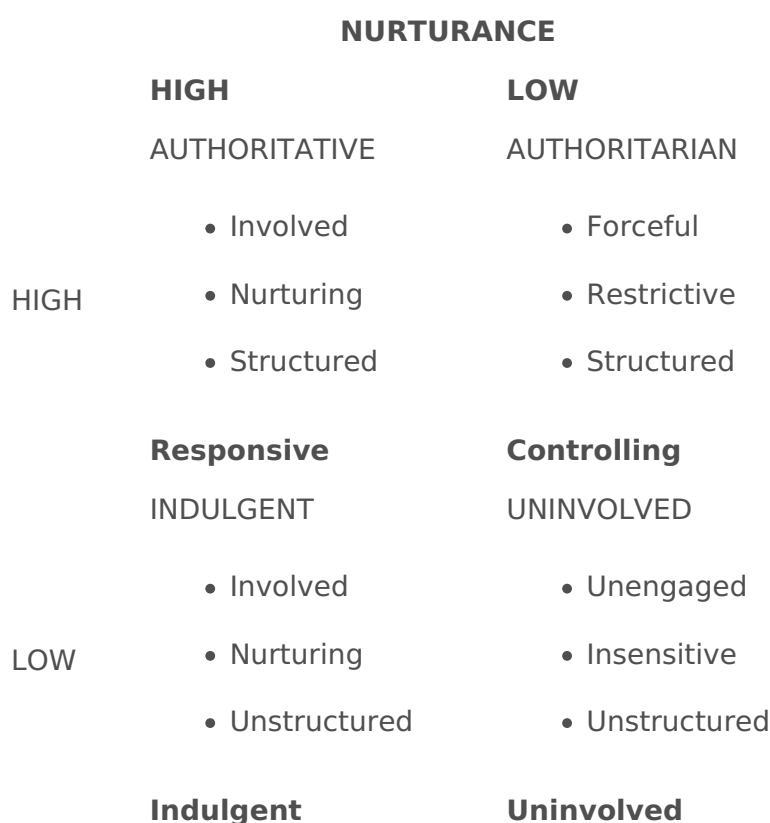 NURTURANCE
HIGH LOW
AUTHORITATIVE AUTHORITARIAN
• Involved • Forceful
HIGH • Nurturing • Restrictive
• Structured • Structured
Responsive Controlling
INDULGENT UNINVOLVED
• Involved • Unengaged
LOW • Nurturing • Insensitive
• Unstructured • Unstructured
Indulgent Uninvolved